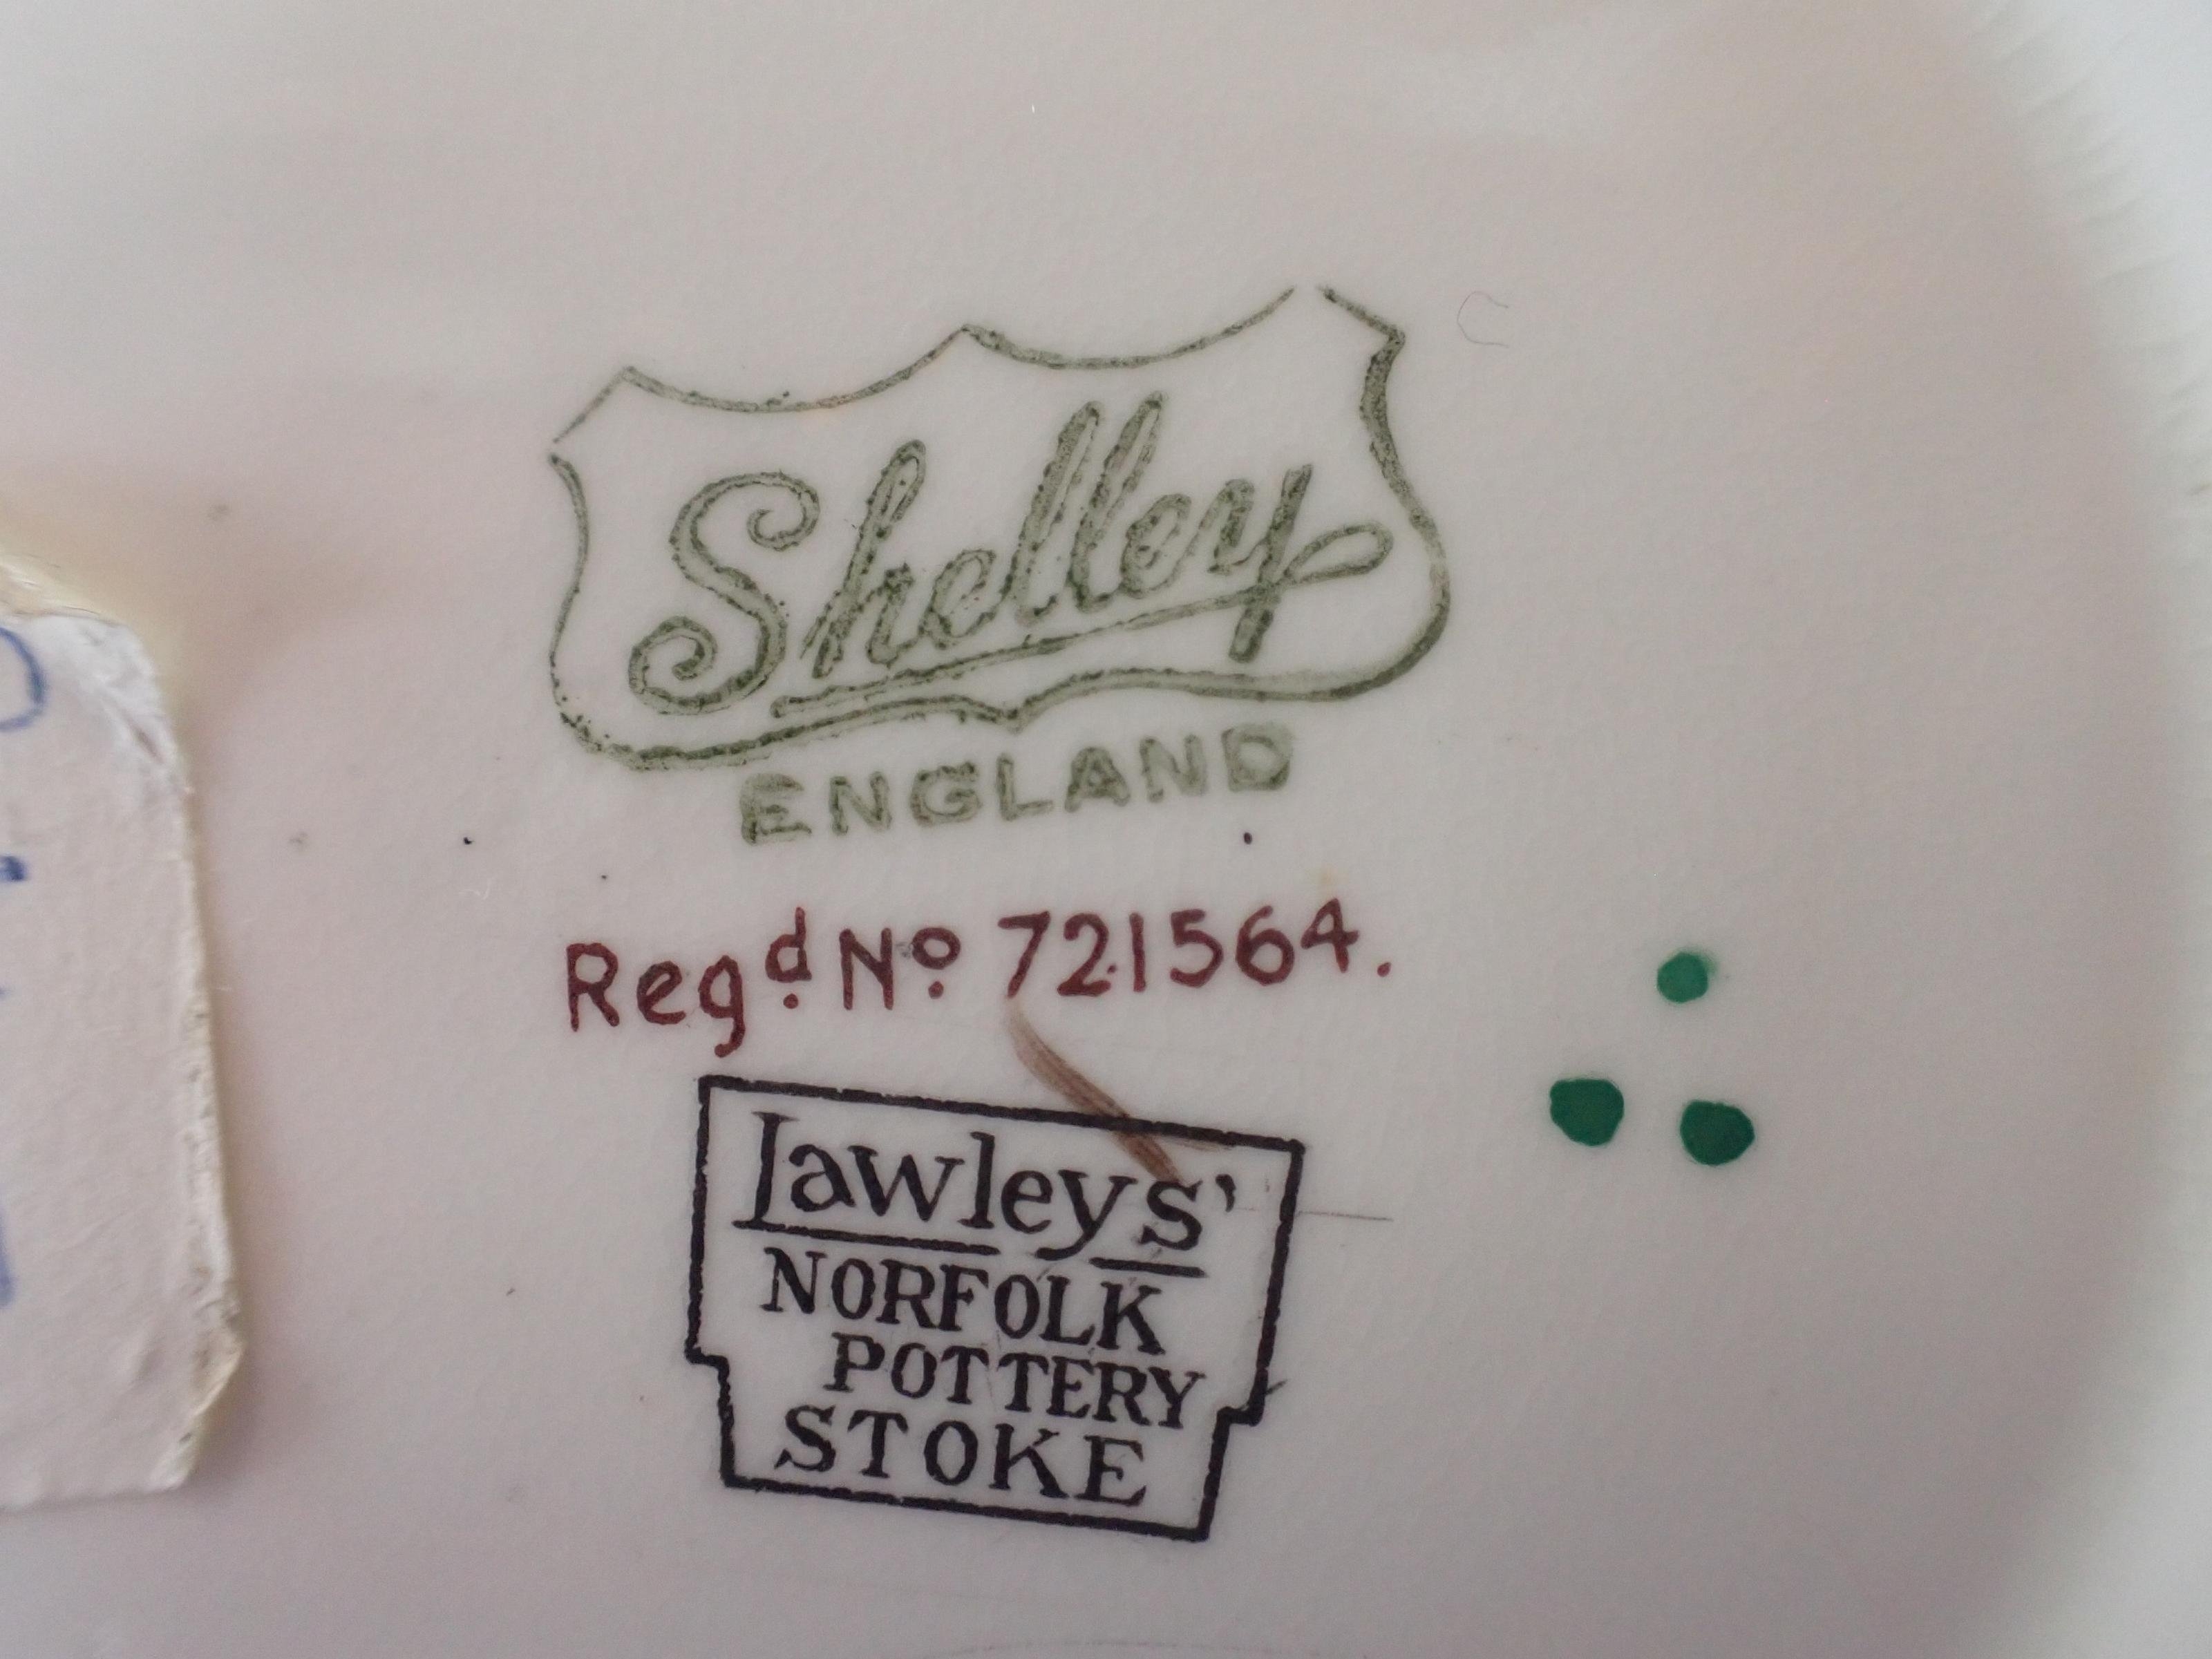 Shelley
ENGLAND
Regd No 721564.
Lawleys'
NORFOLK
POTTERY
STOKE